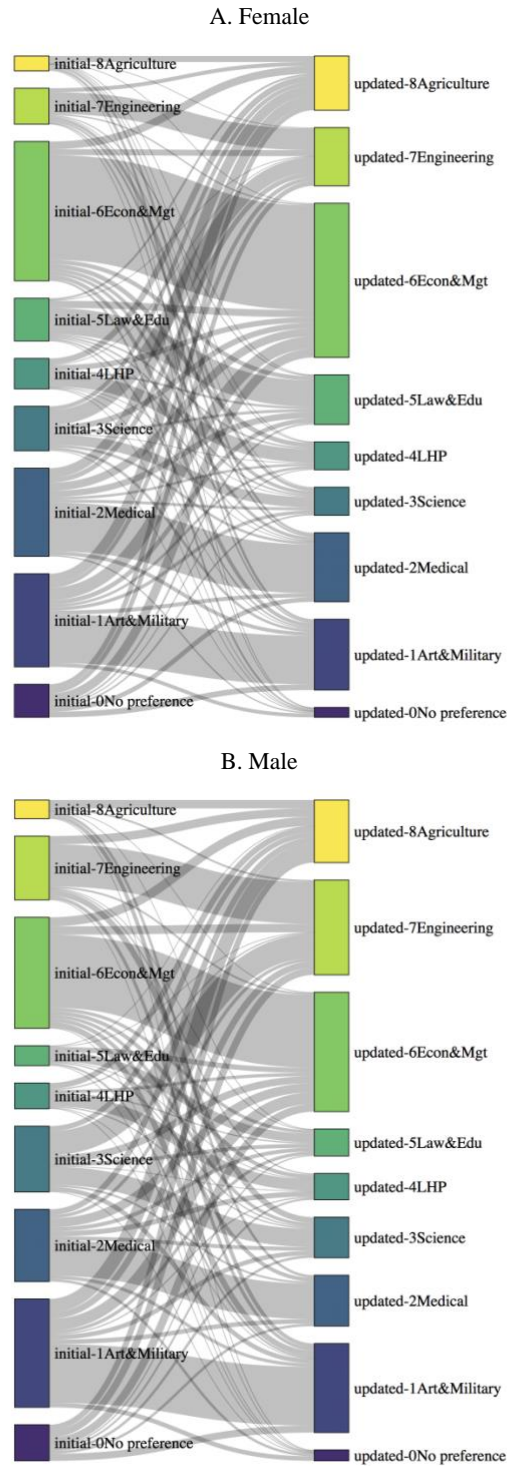 A. Female
initial-8Agriculture
updated-8Agriculture
initial-7Engineering
updated-7Engineering
initial-6Econ&Mgt
updated-6Econ&Mgt
initial-5Law&Edu
updated-5Law&Edu
initial-4LHP
updated-4LHP
initial-3Science
updated-3Science
initial-2Medical
updated-2Medical
initial-1Art&Military
updated-1Art&Military
initial-0No preference
updated-0No preference
B. Male
initial-8Agriculture
updated-8Agriculture
initial-7Engineering
updated-7Engineering
initial-6Econ&Mgt
updated-6Econ&Mgt
initial-5Law&Edu
updated-5Law&Edu
initial-4LHP
updated-4LHP
initial-3Science
updated-3Science
initial-2Medical
updated-2Medical
initial-1Art&Military
updated-1Art&Military
initial-0No preference
updated-0No preference